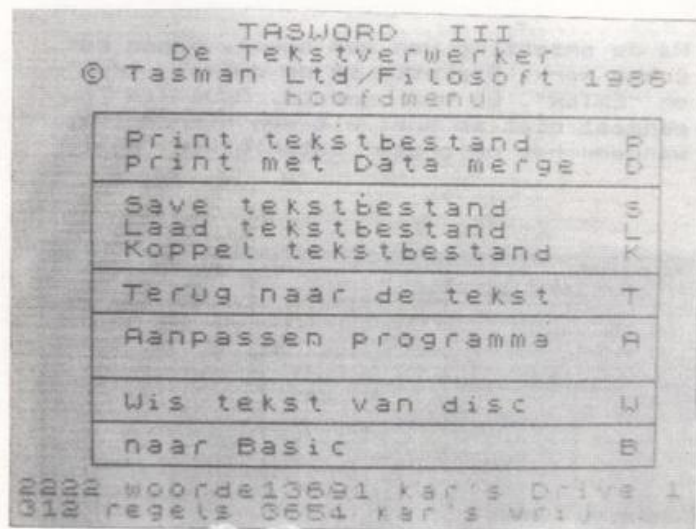 TASWORD III
De Tekstverwerker
© Tasman Ltd/Filosoft 1986
hoofdmenu
Print tekstbestand P
print met Data merge D
Save tekstbestand S
Laad tekstbestand L
Koppel tekstbestand K
Terug naar de tekst T
Aanpassen programma A
Wis tekst van disc W
naar Basic B
2222 woorde13691 kar's Drive 1
312 regels 3654 kar's vrij